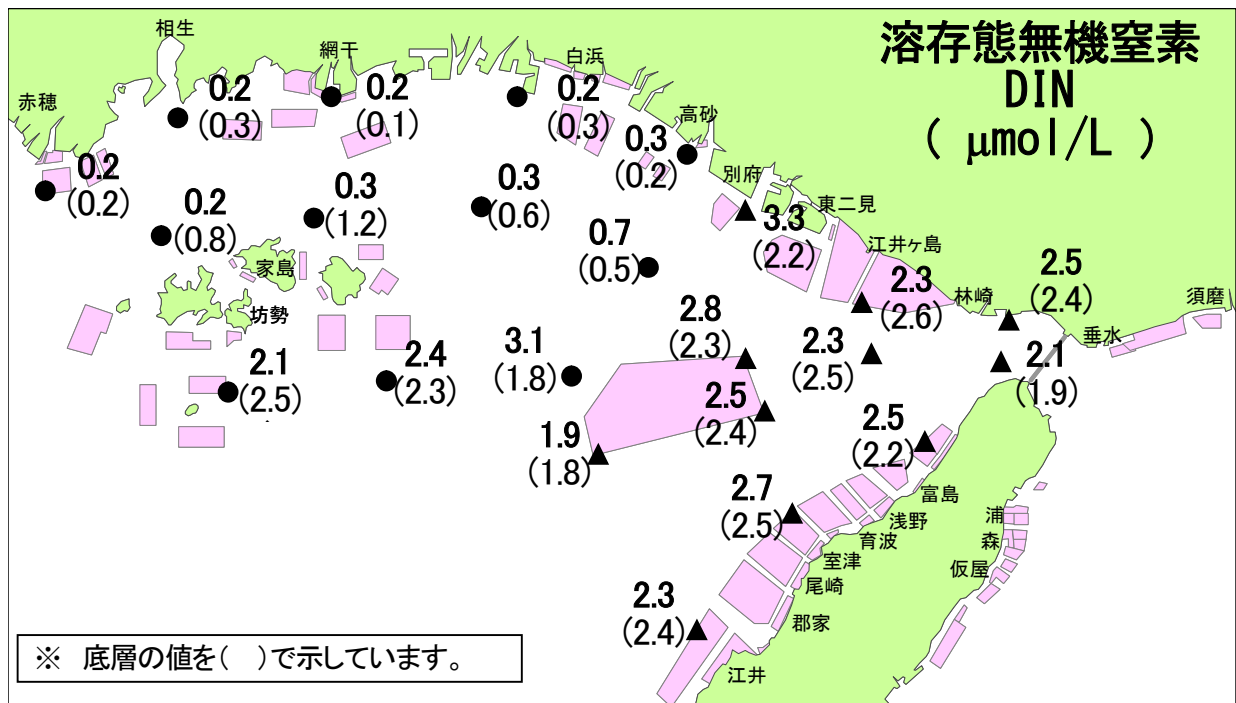 溶存態無機窒素
DIN
( μmol/L )
相生
網干
白浜
赤穂
高砂
別府
東二見
江井ヶ島
林崎
垂水
須磨
家島
坊勢
富島
浅野
育波
室津
尾崎
郡家
江井
浦
森
仮屋
0.2
(0.3)
0.2
(0.1)
0.2
(0.3)
0.3
(0.2)
0.2
(0.2)
0.2
(0.8)
0.3
(1.2)
0.3
(0.6)
0.7
(0.5)
3.3
(2.2)
2.3
(2.6)
2.5
(2.4)
2.8
(2.3)
2.3
(2.5)
2.1
(1.9)
2.1
(2.5)
2.4
(2.3)
3.1
(1.8)
2.5
(2.4)
1.9
(1.8)
2.5
(2.2)
2.7
(2.5)
2.3
(2.4)
※ 底層の値を( )で示しています。